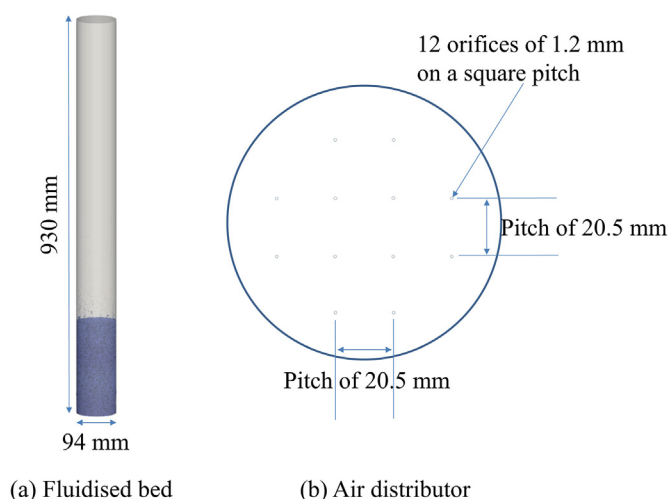 12 orifices of 1.2 mm
on a square pitch
930 mm
Pitch of 20.5 mm
Pitch of 20.5 mm
94 mm
(a) Fluidised bed
(b) Air distributor